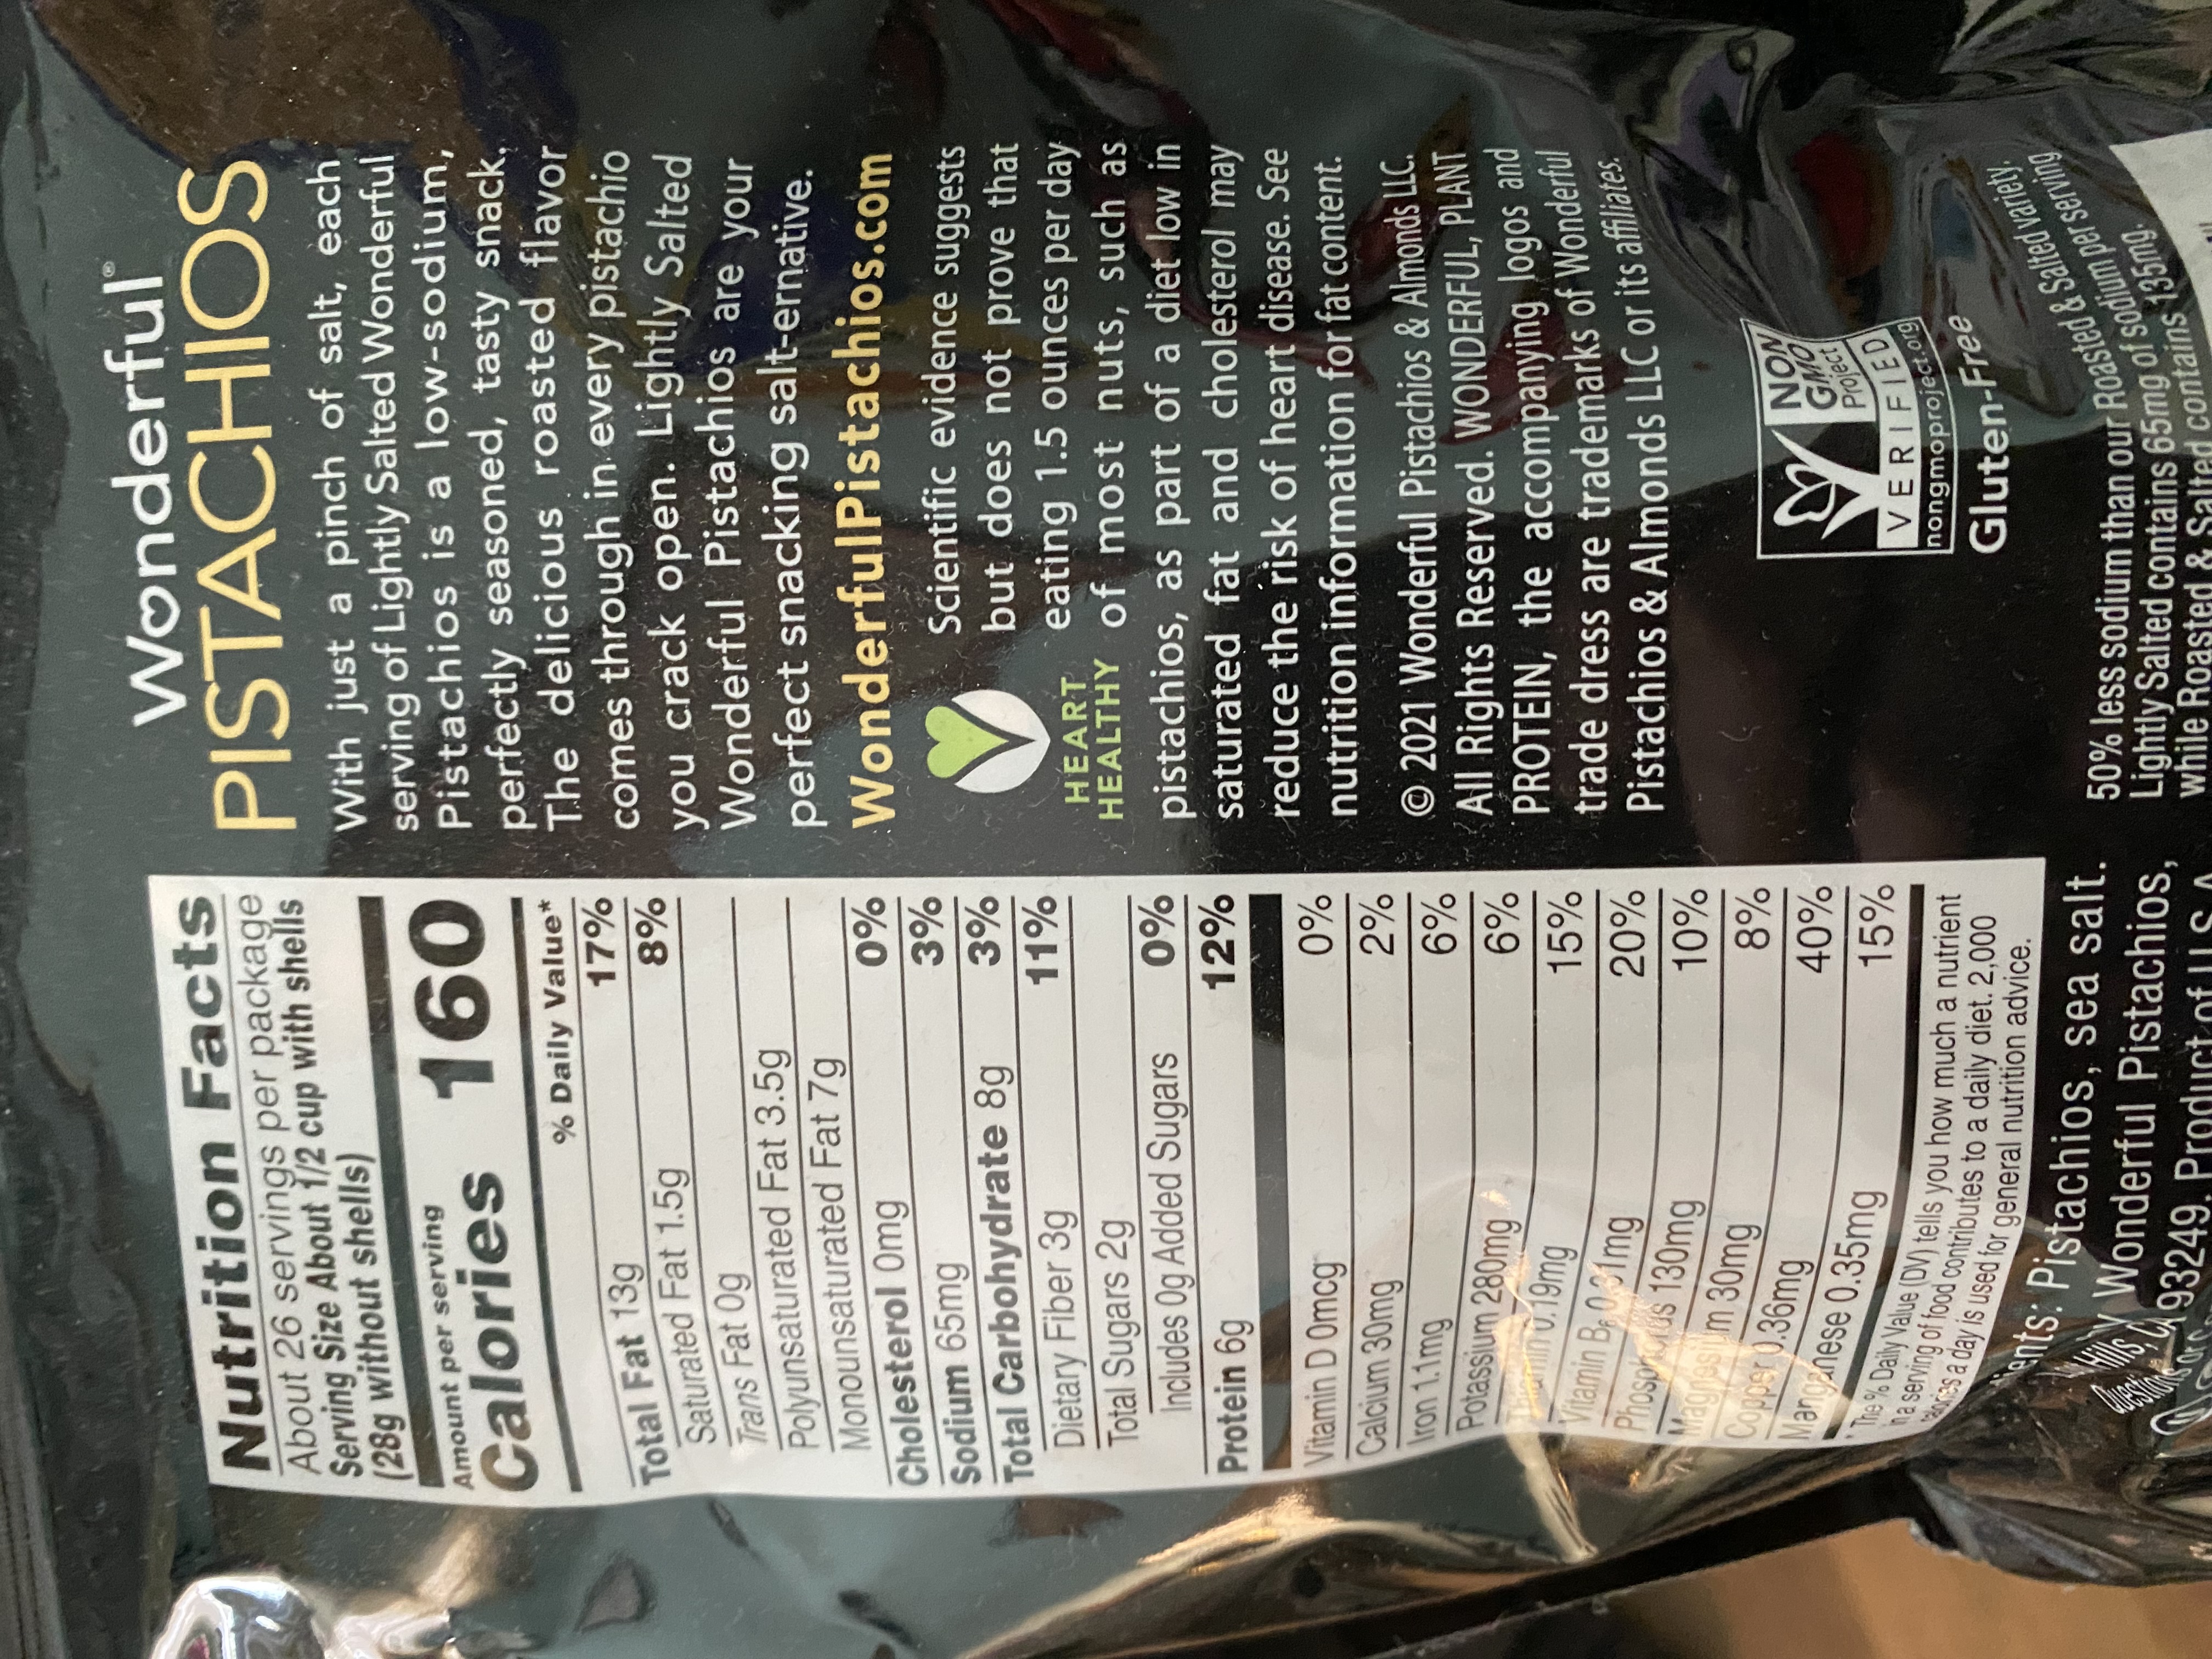 Nutrition Facts
About 26 servings per package
Serving Size About 1/2 cup with shells
(28g without shells)
Amount per serving
Calories 160
% Daily Value*
Total Fat 13g 17%
Saturated Fat 1.5g 8%
Trans Fat 0g
Polyunsaturated Fat 3.5g
Monounsaturated Fat 7g
Cholesterol 0mg 0%
Sodium 65mg 3%
Total Carbohydrate 8g 3%
Dietary Fiber 3g 11%
Total Sugars 2g
Includes 0g Added Sugars 0%
Protein 6g 12%
Vitamin D 0mcg 0%
Calcium 30mg 2%
Iron 1.1mg 6%
Potassium 280mg 6%
Thiamin 0.19mg 15%
Vitamin B6 0.31mg 20%
Phosphorus 130mg 10%
Magnesium 30mg 8%
Copper 0.36mg 40%
Manganese 0.35mg 15%
* The % Daily Value (DV) tells you how much a nutrient
in a serving of food contributes to a daily diet. 2,000
calories a day is used for general nutrition advice.
Pistachios, sea salt.
Wonderful Pistachios,
Hills, CA 93249. Product of U.S.A.
Questions or
Wonderful®
PISTACHIOS
With just a pinch of salt, each
serving of Lightly Salted Wonderful
Pistachios is a low-sodium,
perfectly seasoned, tasty snack.
The delicious roasted flavor
comes through in every pistachio
you crack open. Lightly Salted
Wonderful Pistachios are your
perfect snacking salt-ernative.
WonderfulPistachios.com
HEART
HEALTHY
Scientific evidence suggests
but does not prove that
eating 1.5 ounces per day
of most nuts, such as
pistachios, as part of a diet low in
saturated fat and cholesterol may
reduce the risk of heart disease. See
nutrition information for fat content.
© 2021 Wonderful Pistachios & Almonds LLC.
All Rights Reserved. WONDERFUL, PLANT
PROTEIN, the accompanying logos and
trade dress are trademarks of Wonderful
Pistachios & Almonds LLC or its affiliates.
NON
GMO
Project
VERIFIED
nongmoproject.org
Gluten-Free
50% less sodium than our Roasted & Salted variety.
Lightly Salted contains 65mg of sodium per serving
while Roasted & Salted contains 135mg.